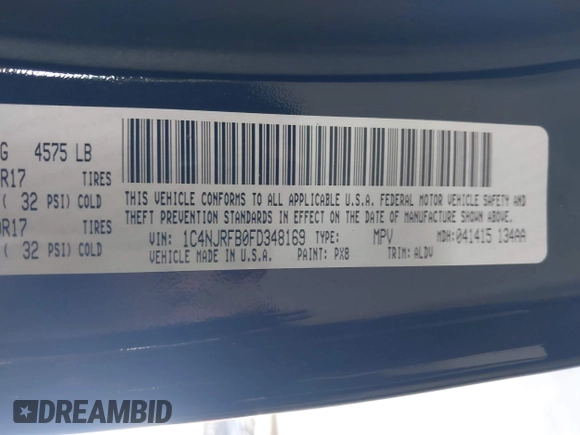 G 4575 LB
R17 TIRES
( 32 PSI) COLD
R17 TIRES
( 32 PSI) COLD
THIS VEHICLE CONFORMS TO ALL APPLICABLE U.S.A. FEDERAL MOTOR VEHICLE SAFETY AND
THEFT PREVENTION STANDARDS IN EFFECT ON THE DATE OF MANUFACTURE SHOWN ABOVE.
VIN: 1C4NJRFB0FD348169 TYPE: MPV MDH: 041415 134AA
VEHICLE MADE IN U.S.A. PAINT: PX8 TRIM: ALDV
DREAMBID